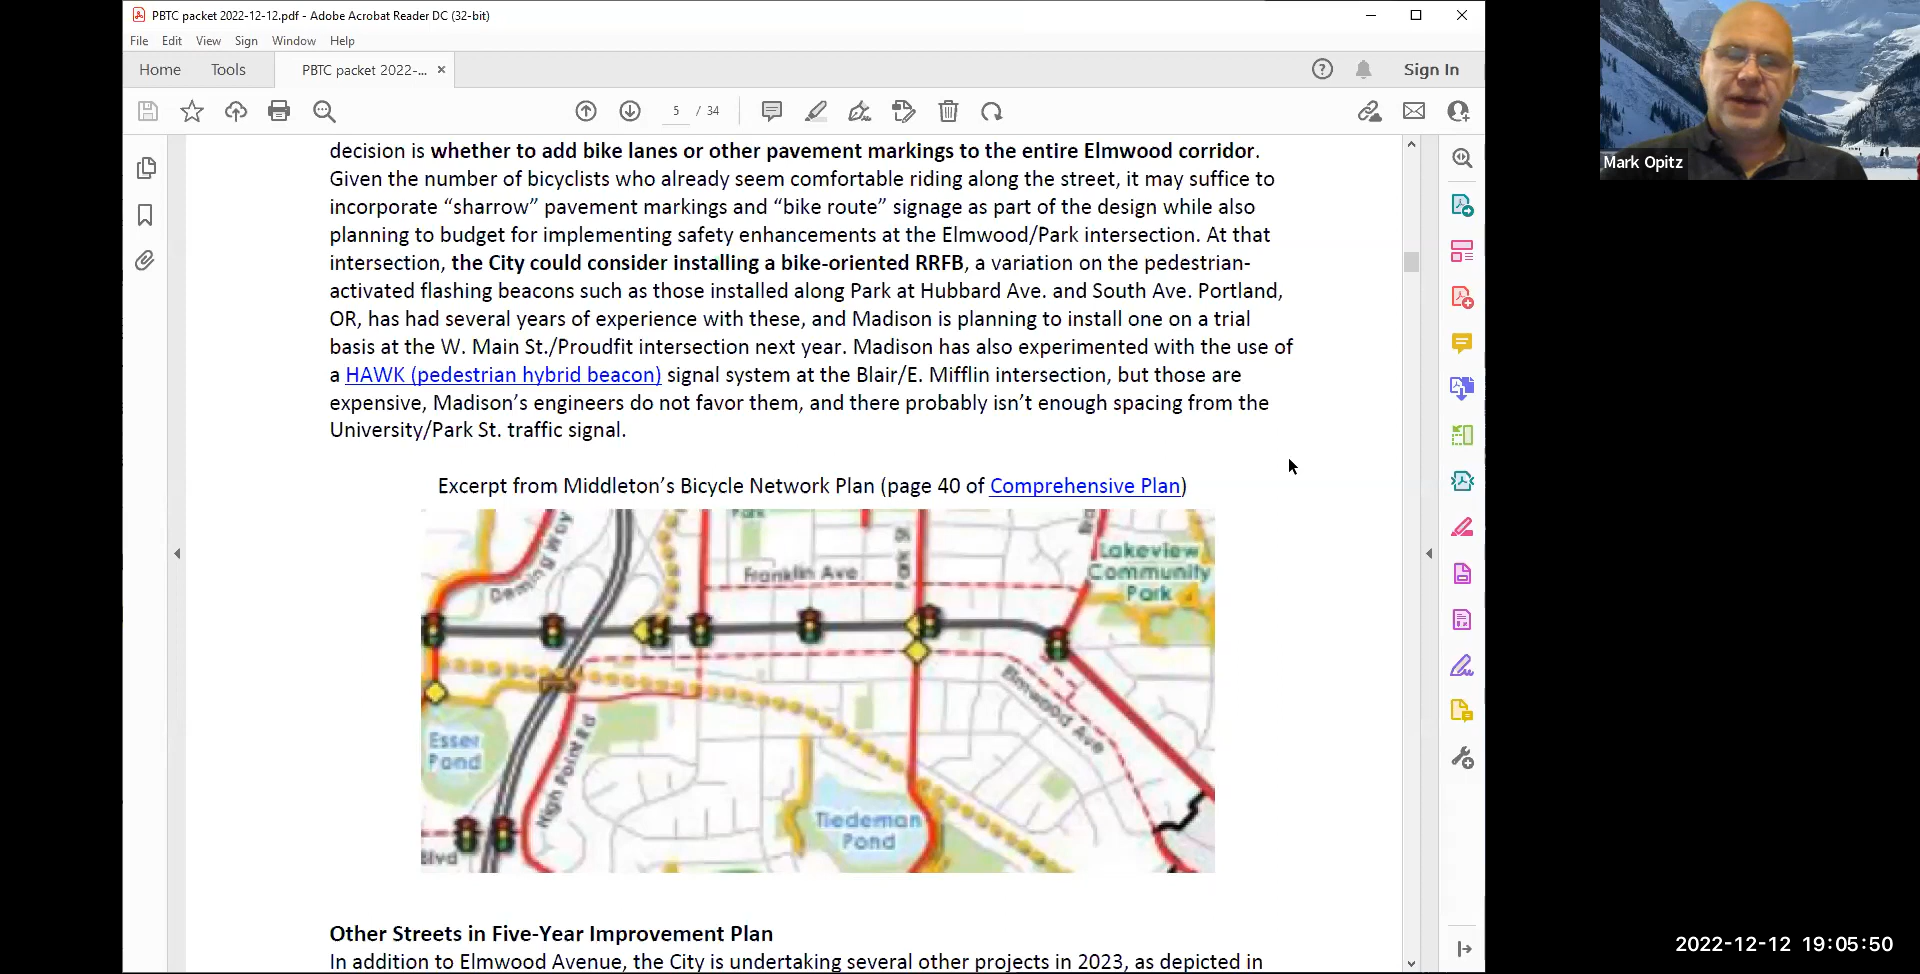 PBTC packet 2022-12-12.pdf - Adobe Acrobat Reader DC (32-bit)
File Edit View Sign Window Help
Home Tools PBTC packet 2022-... × Sign In
5 / 34
decision is whether to add bike lanes or other pavement markings to the entire Elmwood corridor.
Given the number of bicyclists who already seem comfortable riding along the street, it may suffice to
incorporate “sharrow” pavement markings and “bike route” signage as part of the design while also
planning to budget for implementing safety enhancements at the Elmwood/Park intersection. At that
intersection, the City could consider installing a bike-oriented RRFB, a variation on the pedestrian-
activated flashing beacons such as those installed along Park at Hubbard Ave. and South Ave. Portland,
OR, has had several years of experience with these, and Madison is planning to install one on a trial
basis at the W. Main St./Proudfit intersection next year. Madison has also experimented with the use of
a HAWK (pedestrian hybrid beacon) signal system at the Blair/E. Mifflin intersection, but those are
expensive, Madison’s engineers do not favor them, and there probably isn’t enough spacing from the
University/Park St. traffic signal.
Excerpt from Middleton’s Bicycle Network Plan (page 40 of Comprehensive Plan)
Park
Deming Way
Park St
Franklin Ave
Lakeview
Community
Park
Elmwood Ave
Esser
Pond
High Point Rd
Tiedeman
Pond
Blvd
Other Streets in Five-Year Improvement Plan
In addition to Elmwood Avenue, the City is undertaking several other projects in 2023, as depicted in
Mark Opitz
2022-12-12 19:05:50